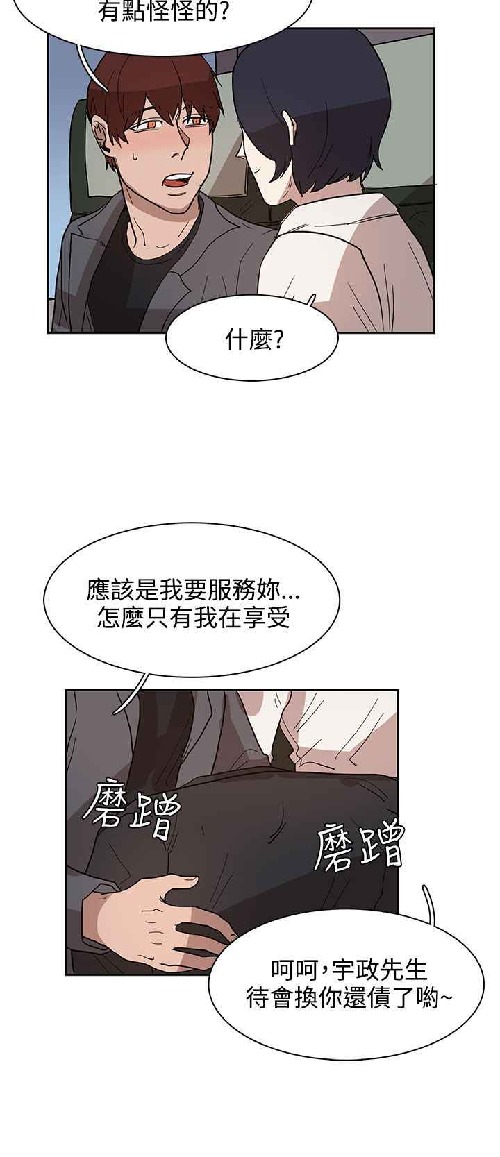 有點怪怪的?
什麼?
應該是我要服務妳...
怎麼只有我在享受
磨蹭
磨蹭
呵呵，宇政先生
待會換你還債了喲~